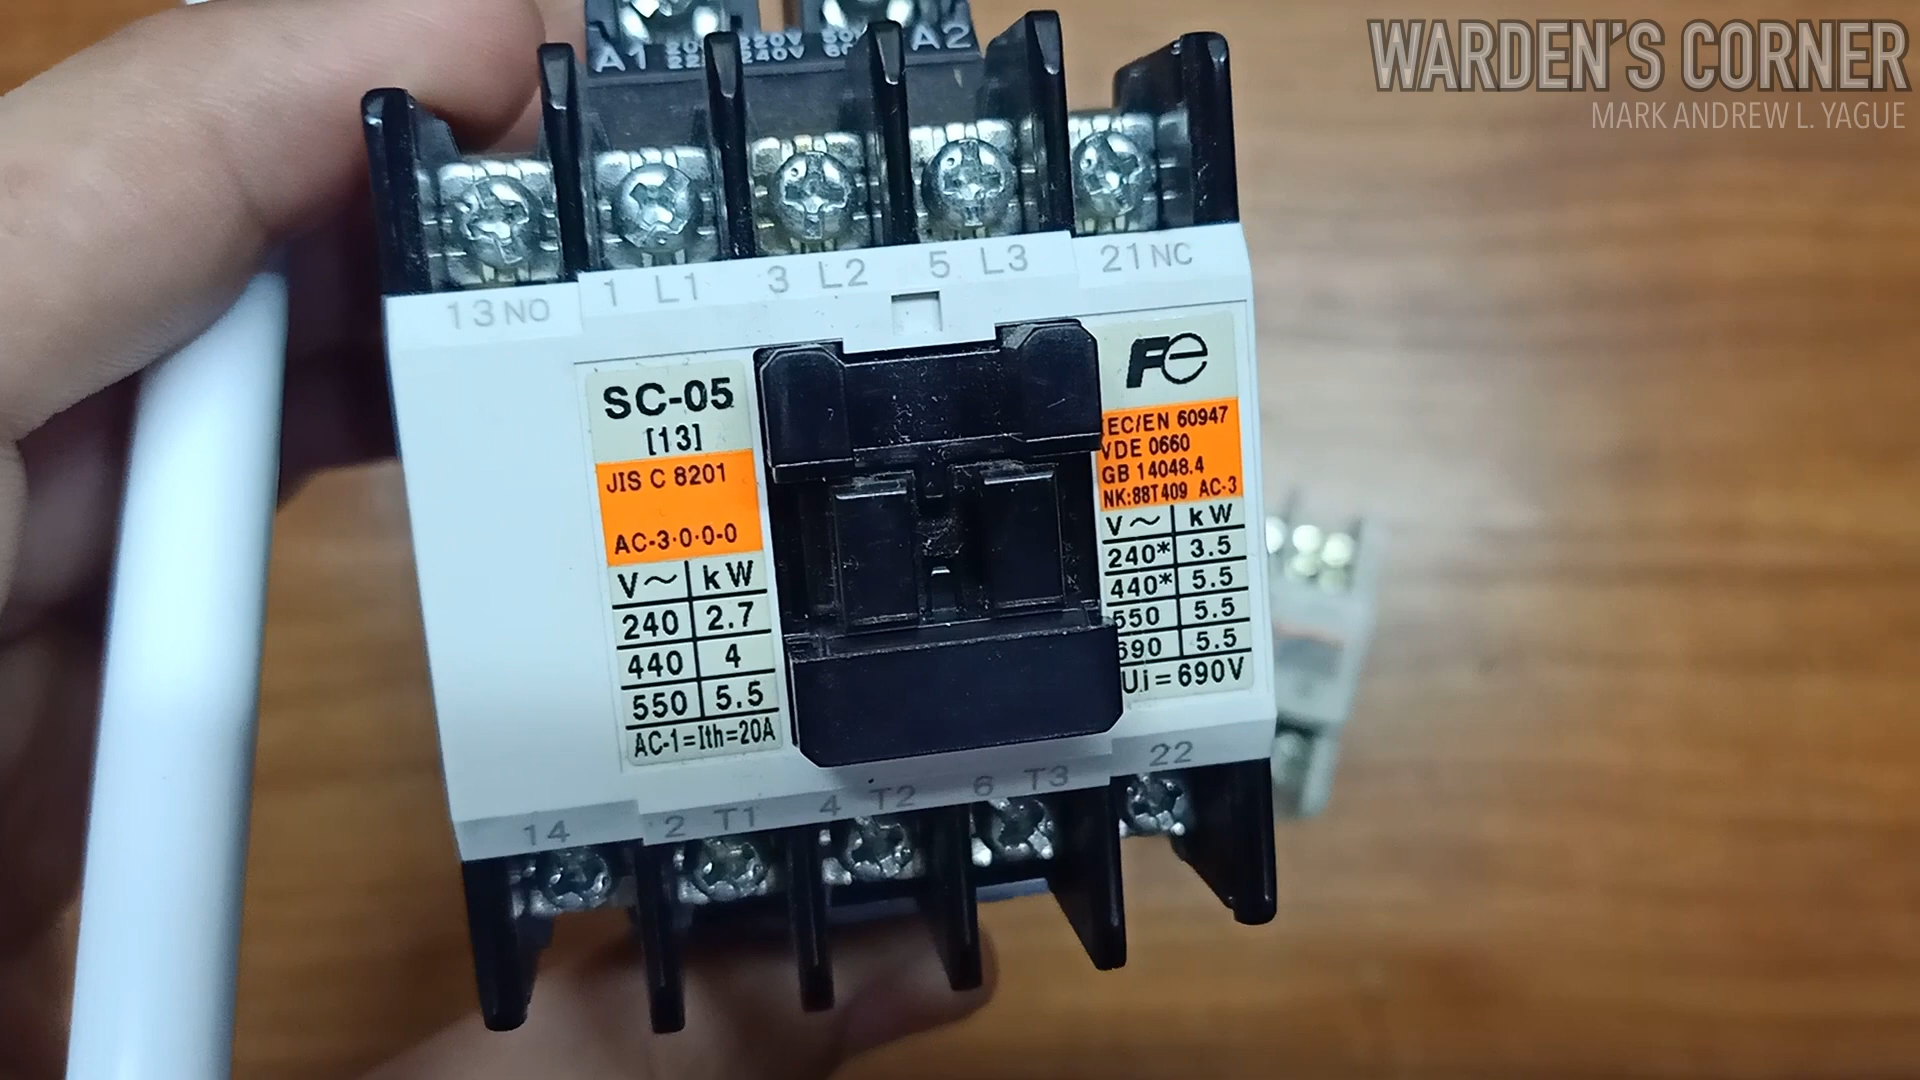 WARDEN'S CORNER
MARK ANDREW L. YAGUE
A1
220V
240V
A2
13 NO
1 L1
3 L2
5 L3
21 NC
SC-05
[13]
JIS C 8201
AC-3·0·0-0
V~ kW
240 2.7
440 4
550 5.5
AC-1=Ith=20A
Fe
IEC/EN 60947
VDE 0660
GB 14048.4
NK:88T409 AC-3
V~ kW
240* 3.5
440* 5.5
550 5.5
690 5.5
Ui=690V
14
2 T1
4 T2
6 T3
22